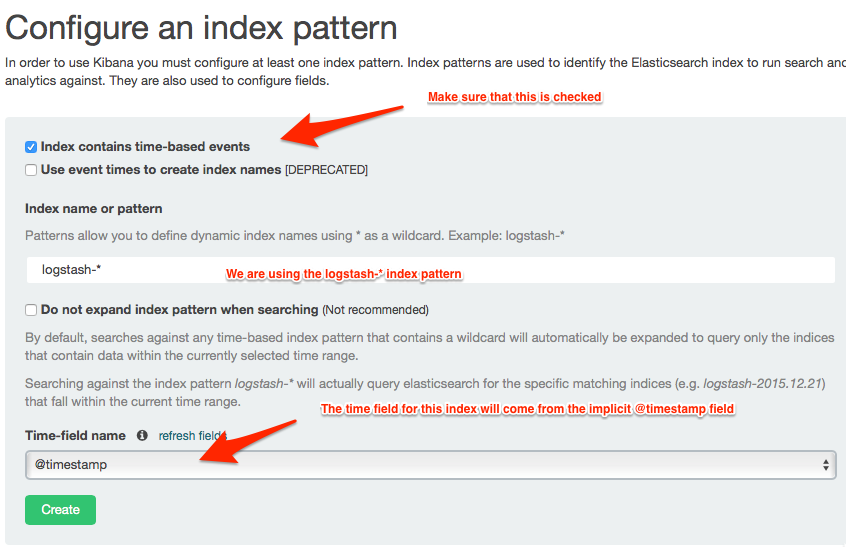 Configure an index pattern
In order to use Kibana you must configure at least one index pattern. Index patterns are used to identify the Elasticsearch index to run search and
analytics against. They are also used to configure fields.
Make sure that this is checked
Index contains time-based events
Use event times to create index names [DEPRECATED]
Index name or pattern
Patterns allow you to define dynamic index names using * as a wildcard. Example: logstash-*
logstash-*
We are using the logstash-* index pattern
Do not expand index pattern when searching (Not recommended)
By default, searches against any time-based index pattern that contains a wildcard will automatically be expanded to query only the indices
that contain data within the currently selected time range.
Searching against the index pattern logstash-* will actually query elasticsearch for the specific matching indices (e.g. logstash-2015.12.21)
that fall within the current time range.
The time field for this index will come from the implicit @timestamp field
Time-field name refresh fields
@timestamp
Create